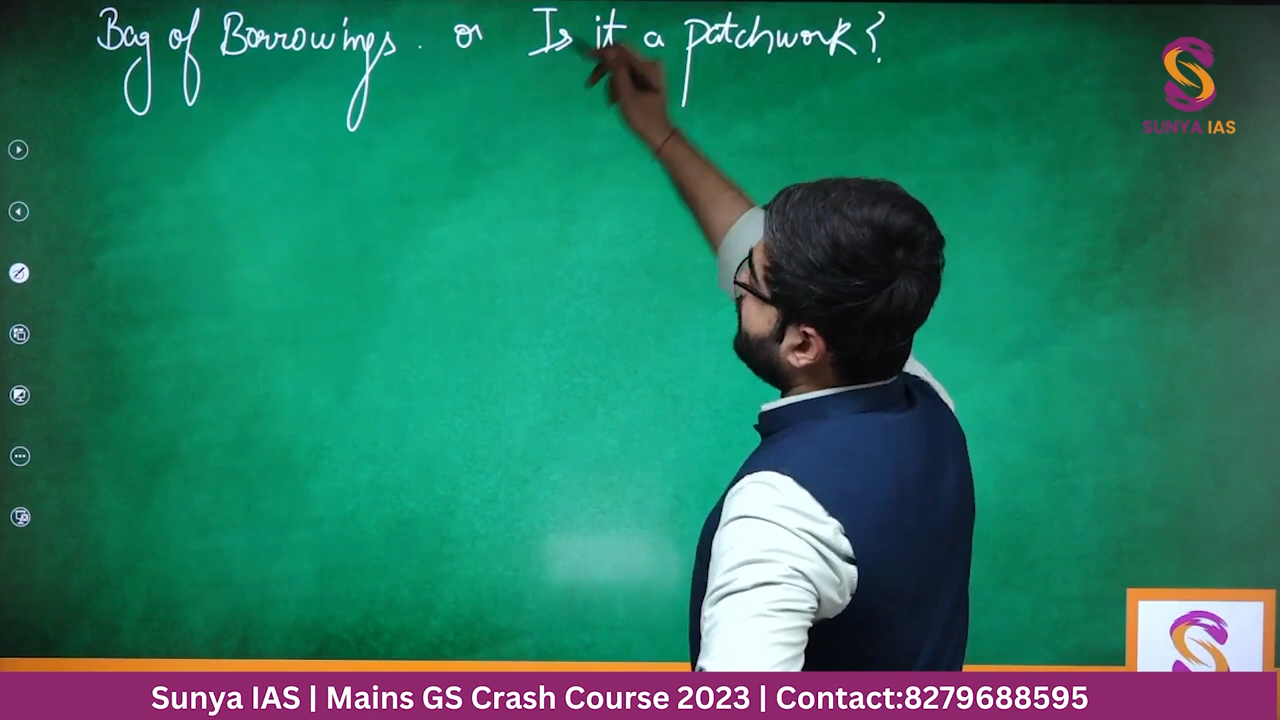 Bag of Borrowings. or Is it a patchwork?
SUNYA IAS
Sunya IAS | Mains GS Crash Course 2023 | Contact:8279688595